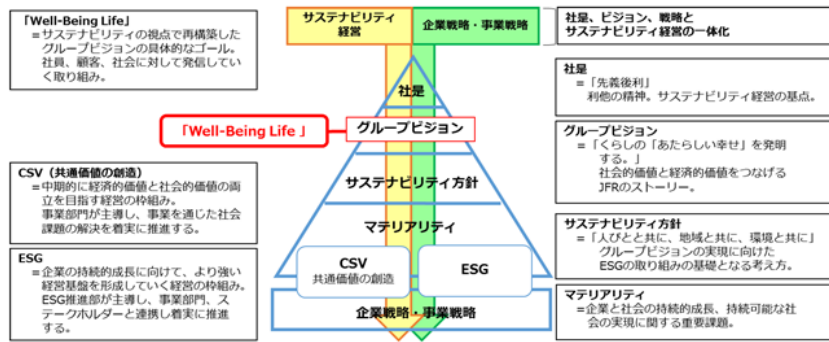 「Well-Being Life」
＝サステナビリティの視点で再構築した
グループビジョンの具体的なゴール。
社員、顧客、社会に対して発信してい
く取り組み。
サステナビリティ
経営
企業戦略・事業戦略
社是、ビジョン、戦略と
サステナビリティ経営の一体化
社是
社是
＝「先義後利」
利他の精神。サステナビリティ経営の基点。
「Well-Being Life 」
グループビジョン
グループビジョン
＝「くらしの「あたらしい幸せ」を発明
する。」
社会的価値と経済的価値をつなげる
JFRのストーリー。
CSV（共通価値の創造）
＝中期的に経済的価値と社会的価値の両
立を目指す経営の枠組み。
事業部門が主導し、事業を通じた社会
課題の解決を着実に推進する。
サステナビリティ方針
マテリアリティ
サステナビリティ方針
＝「人びとと共に、地域と共に、環境と共に」
グループビジョンの実現に向けた
ESGの取り組みの基礎となる考え方。
ESG
＝企業の持続的成長に向けて、より強い
経営基盤を形成していく経営の枠組み。
ESG推進部が主導し、事業部門、ス
テークホルダーと連携し着実に推進
する。
CSV
共通価値の創造
ESG
企業戦略・事業戦略
マテリアリティ
＝企業と社会の持続的成長、持続可能な社
会の実現に関する重要課題。